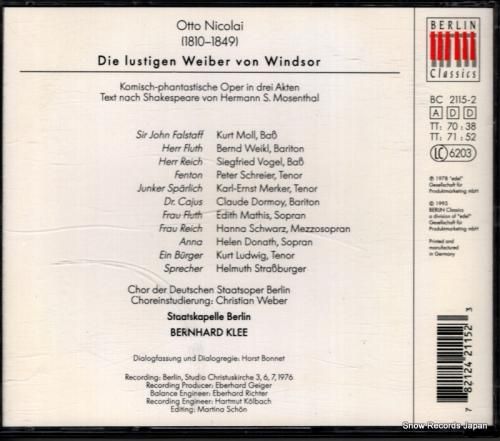 Otto Nicolai
(1810–1849)
Die lustigen Weiber von Windsor
Komisch-phantastische Oper in drei Akten
Text nach Shakespeare von Hermann S. Mosenthal
Sir John Falstaff Kurt Moll, Baß
Herr Fluth Bernd Weikl, Bariton
Herr Reich Siegfried Vogel, Baß
Fenton Peter Schreier, Tenor
Junker Spärlich Karl-Ernst Merker, Tenor
Dr. Cajus Claude Dormoy, Bariton
Frau Fluth Edith Mathis, Sopran
Frau Reich Hanna Schwarz, Mezzosopran
Anna Helen Donath, Sopran
Ein Bürger Kurt Ludwig, Tenor
Sprecher Helmuth Straßburger
Chor der Deutschen Staatsoper Berlin
Choreinstudierung: Christian Weber
Staatskapelle Berlin
BERNHARD KLEE
Dialogfassung und Dialogregie: Horst Bonnet
Recording: Berlin, Studio Christuskirche 3, 6, 7, 1976
Recording Producer: Eberhard Geiger
Balance Engineer: Eberhard Richter
Recording Engineer: Hartmut Kölbach
Editing: Martina Schön
BERLIN
Classics
BC 2115-2
A D D
TT: 70:38
TT: 71:52
LC 6203
℗ 1978 "edel"
Gesellschaft für
Produktmarketing mbH
© 1993
BERLIN Classics
a division of "edel"
Gesellschaft für
Produktmarketing mbH
Printed and
manufactured
in Germany
7 82124 21152 3
Show Records Japan .com